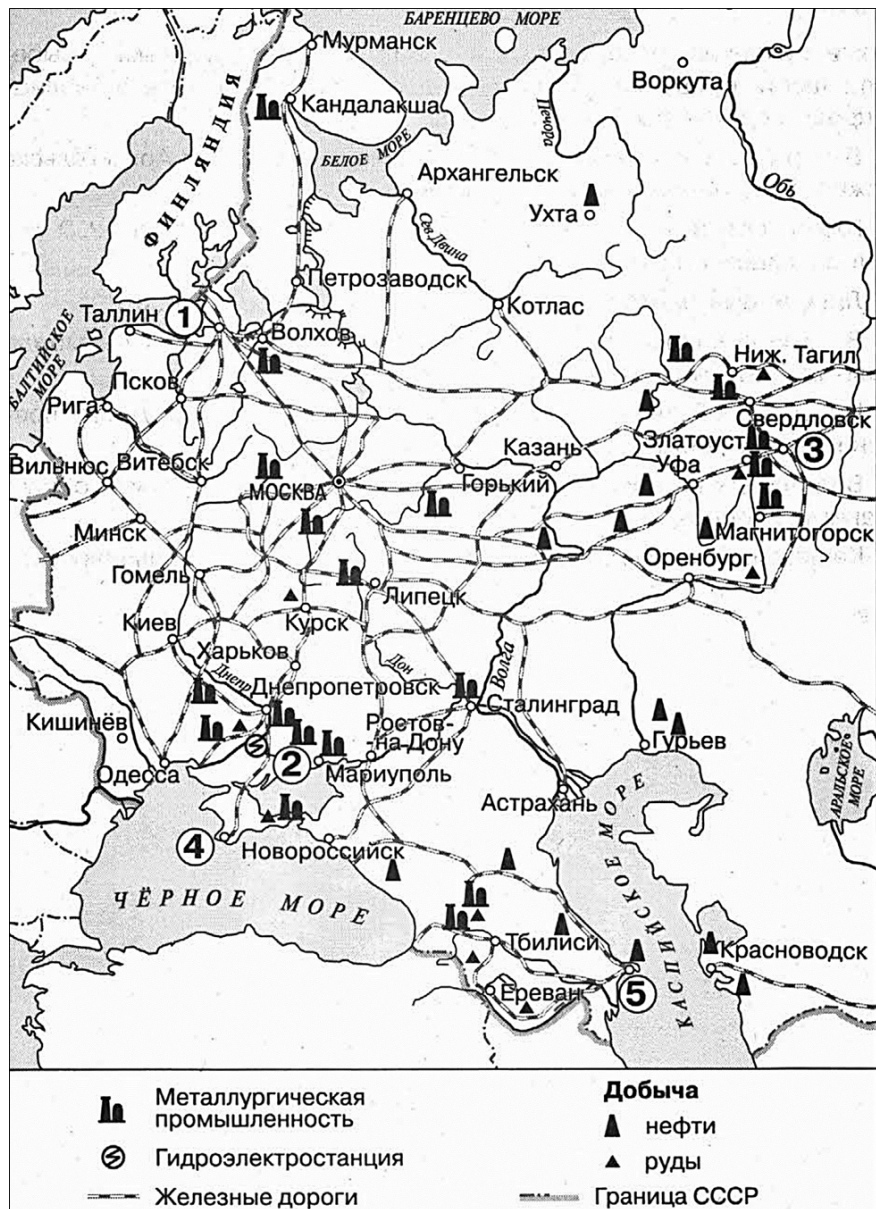 БАРЕНЦЕВО МОРЕ
Мурманск
Воркута
Кандалакша
Печора
ФИНЛЯНДИЯ
БЕЛОЕ МОРЕ
Архангельск
Обь
Ухта
Сев. Двина
Петрозаводск
Котлас
Таллин
1
Волхов
БАЛТИЙСКОЕ
МОРЕ
Ниж. Тагил
Псков
Рига
Свердловск
Казань
Златоуст
3
Вильнюс
Витебск
МОСКВА
Горький
Уфа
Минск
Магнитогорск
Оренбург
Гомель
Липецк
Киев
Курск
Харьков
Днепр
Дон
Волга
Днепропетровск
Сталинград
Кишинёв
Ростов-
-на-Дону
Гурьев
2
Одесса
Мариуполь
Астрахань
АРАЛЬСКОЕ
МОРЕ
4
Новороссийск
ЧЁРНОЕ МОРЕ
КАСПИЙСКОЕ МОРЕ
Тбилиси
Красноводск
5
Ереван
Металлургическая
промышленность
Гидроэлектростанция
Железные дороги
Добыча
нефти
руды
Граница СССР